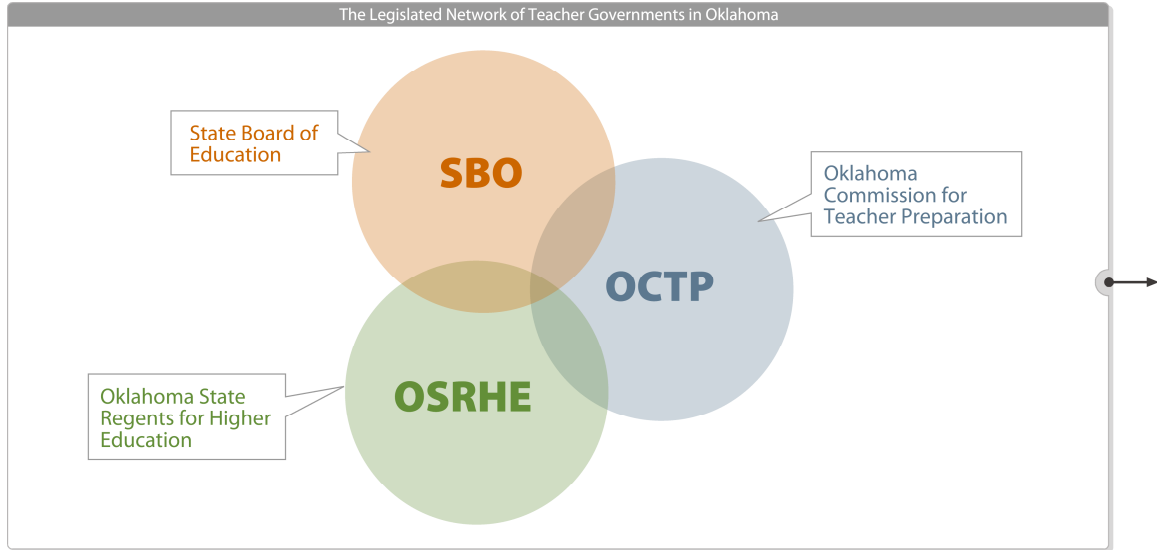 The Legislated Network of Teacher Governments in Oklahoma
State Board of
Education
SBO
Oklahoma
Commission for
Teacher Preparation
OCTP
Oklahoma State
Regents for Higher
Education
OSRHE